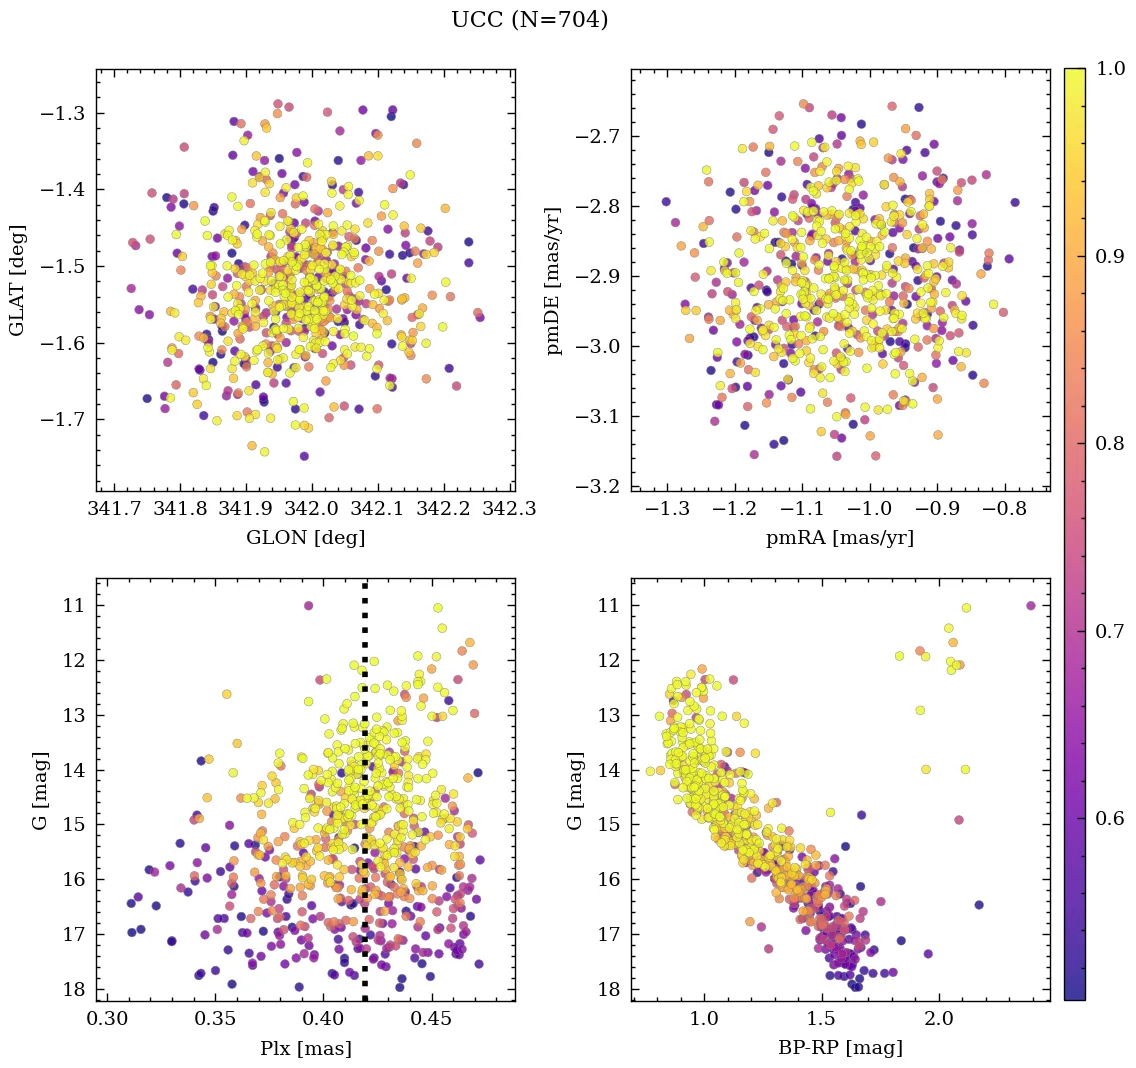 UCC (N=704)
−1.3
−1.4
−1.5
−1.6
−1.7
GLAT [deg]
341.7 341.8 341.9 342.0 342.1 342.2 342.3
GLON [deg]
−2.7
−2.8
−2.9
−3.0
−3.1
−3.2
pmDE [mas/yr]
−1.3 −1.2 −1.1 −1.0 −0.9 −0.8
pmRA [mas/yr]
1.0
0.9
0.8
0.7
0.6
11
12
13
14
15
16
17
18
G [mag]
0.30 0.35 0.40 0.45
Plx [mas]
11
12
13
14
15
16
17
18
G [mag]
1.0 1.5 2.0
BP-RP [mag]